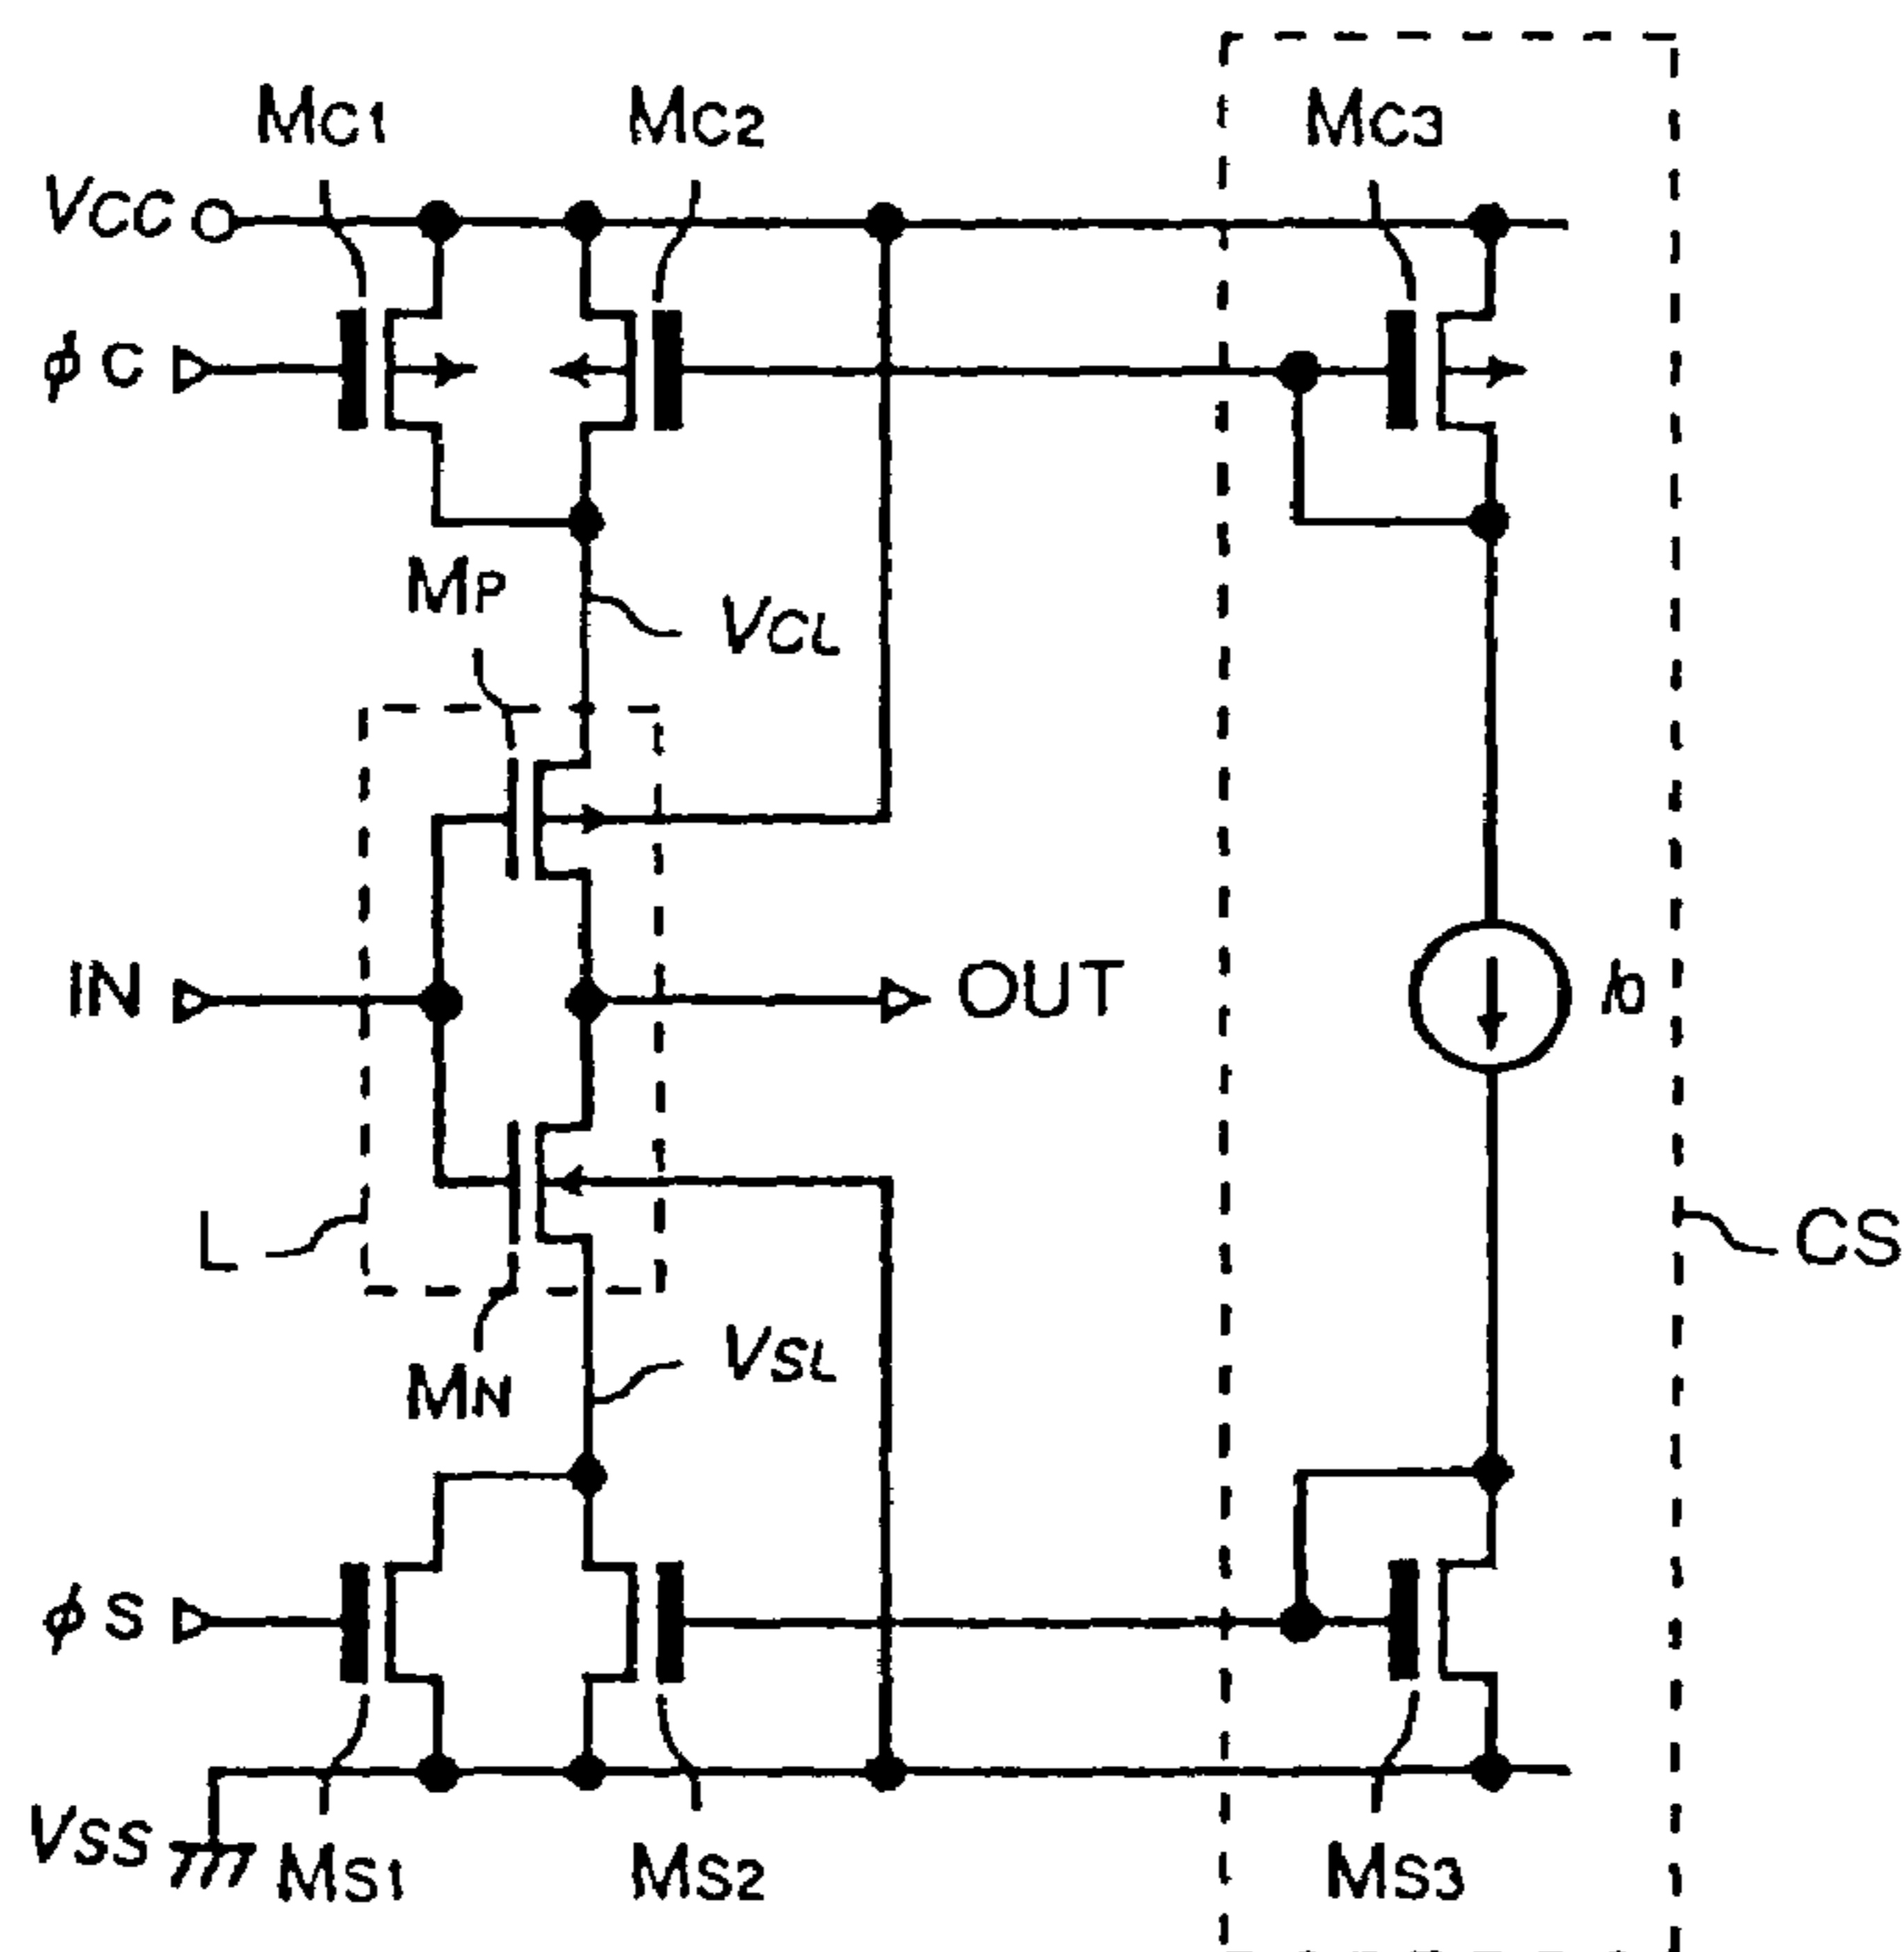 MC1
MC2
MC3
VCC
φC
MP
VCL
IN
OUT
I0
L
CS
MN
VSL
φS
VSS
MS1
MS2
MS3